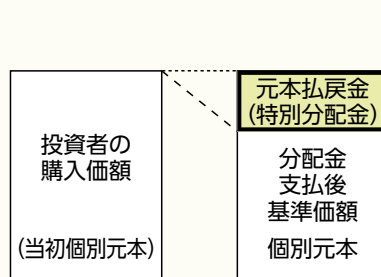 投資者の
購入価額
(当初個別元本)
元本払戻金
(特別分配金)
分配金
支払後
基準価額
個別元本